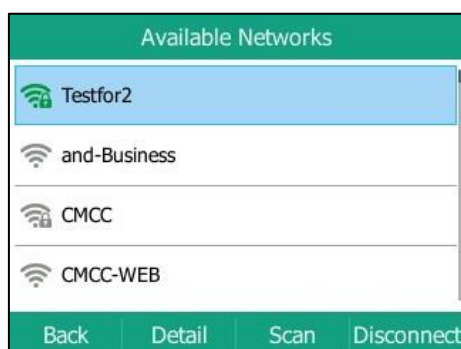 Available Networks
Testfor2
and-Business
CMCC
CMCC-WEB
Back Detail Scan Disconnect